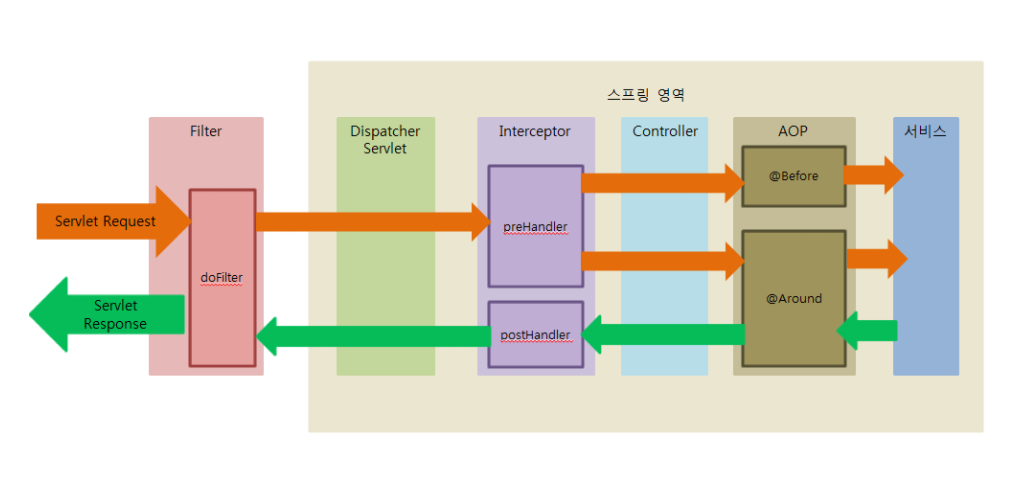 스프링 영역
Filter
Dispatcher
Servlet
Interceptor
Controller
AOP
서비스
@Before
Servlet Request
preHandler
doFilter
@Around
Servlet
Response
postHandler